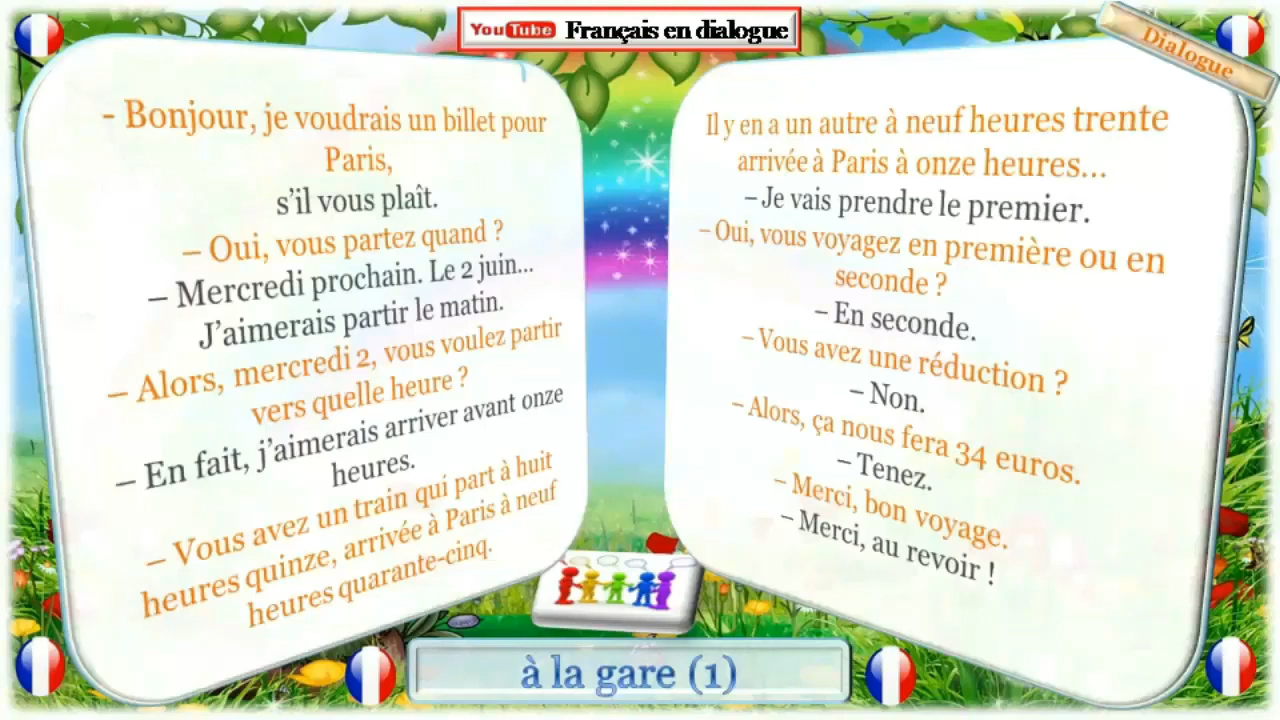 YouTube Français en dialogue
Dialogue
- Bonjour, je voudrais un billet pour
Paris,
s’il vous plaît.
– Oui, vous partez quand ?
– Mercredi prochain. Le 2 juin...
J’aimerais partir le matin.
– Alors, mercredi 2, vous voulez partir
vers quelle heure ?
– En fait, j’aimerais arriver avant onze
heures.
– Vous avez un train qui part à huit
heures quinze, arrivée à Paris à neuf
heures quarante-cinq.
Il y en a un autre à neuf heures trente
arrivée à Paris à onze heures...
– Je vais prendre le premier.
– Oui, vous voyagez en première ou en
seconde ?
– En seconde.
– Vous avez une réduction ?
– Non.
– Alors, ça nous fera 34 euros.
– Tenez.
– Merci, bon voyage.
– Merci, au revoir !
à la gare (1)